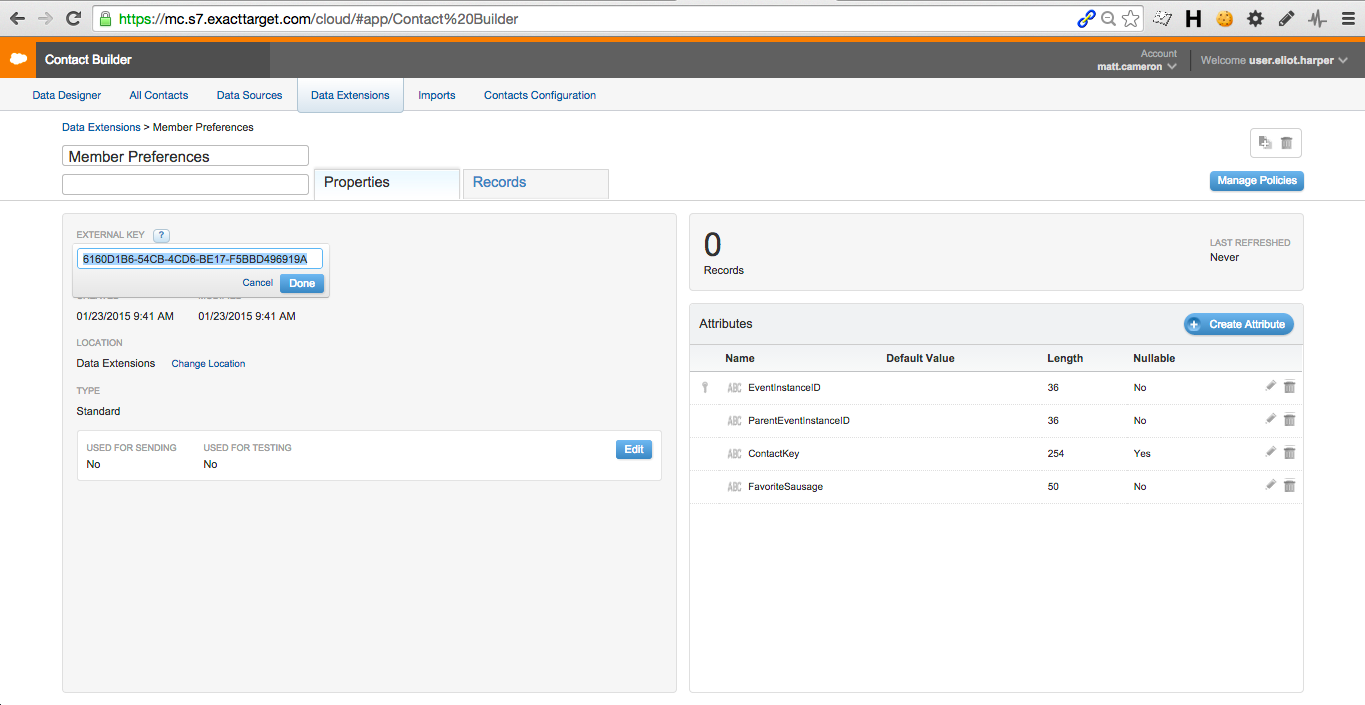 https://mc.s7.exacttarget.com/cloud/#app/Contact%20Builder
H
Contact Builder
Account
matt.cameron
Welcome user.eliot.harper
Data Designer All Contacts Data Sources Data Extensions Imports Contacts Configuration
Data Extensions > Member Preferences
Member Preferences
Properties Records
Manage Policies
EXTERNAL KEY ?
6160D1B6-54CB-4CD6-BE17-F5BBD496919A
Cancel Done
01/23/2015 9:41 AM 01/23/2015 9:41 AM
LOCATION
Data Extensions Change Location
TYPE
Standard
USED FOR SENDING USED FOR TESTING
No No
Edit
0
Records
LAST REFRESHED
Never
Attributes
Create Attribute
Name Default Value Length Nullable
ABC EventInstanceID 36 No
ABC ParentEventInstanceID 36 No
ABC ContactKey 254 Yes
ABC FavoriteSausage 50 No